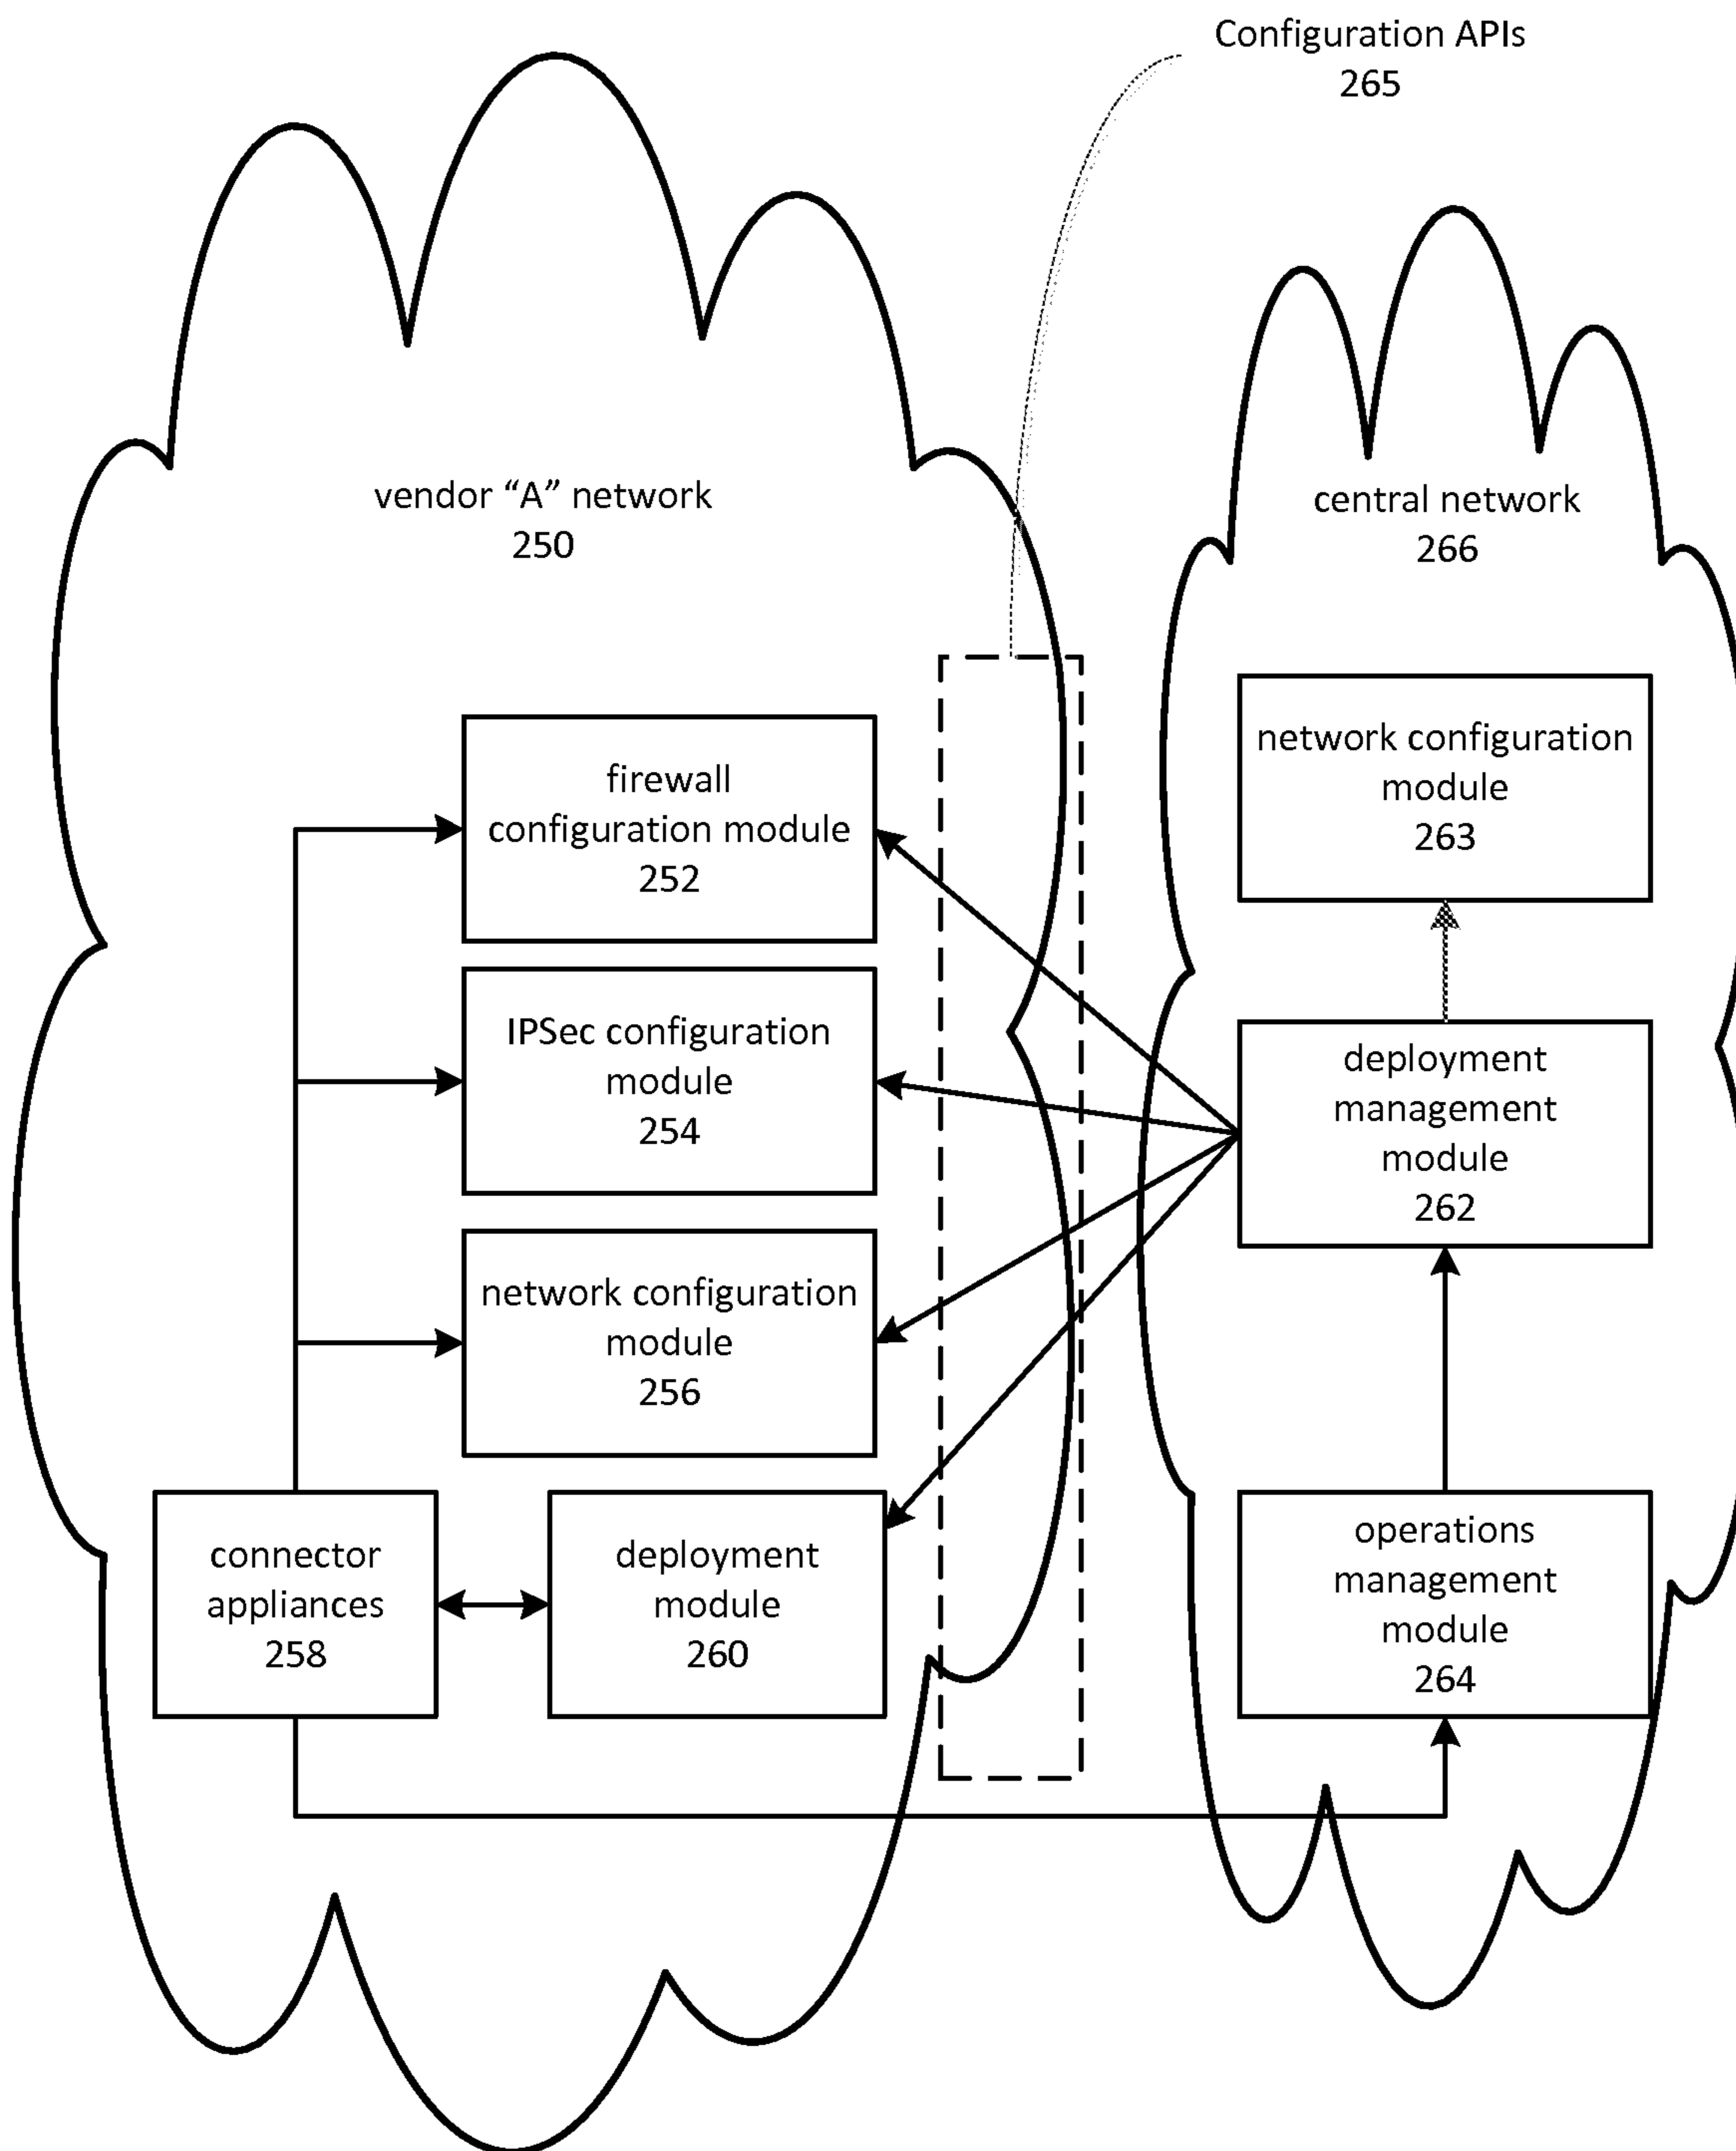 Configuration APIs
265
vendor “A” network
250
central network
266
firewall
configuration module
252
IPSec configuration
module
254
network configuration
module
256
connector
appliances
258
deployment
module
260
network configuration
module
263
deployment
management
module
262
operations
management
module
264